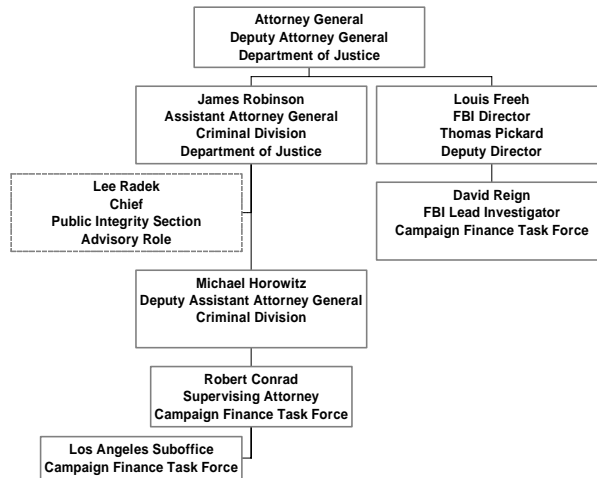 Attorney General
Deputy Attorney General
Department of Justice
James Robinson
Assistant Attorney General
Criminal Division
Department of Justice
Louis Freeh
FBI Director
Thomas Pickard
Deputy Director
Lee Radek
Chief
Public Integrity Section
Advisory Role
David Reign
FBI Lead Investigator
Campaign Finance Task Force
Michael Horowitz
Deputy Assistant Attorney General
Criminal Division
Robert Conrad
Supervising Attorney
Campaign Finance Task Force
Los Angeles Suboffice
Campaign Finance Task Force